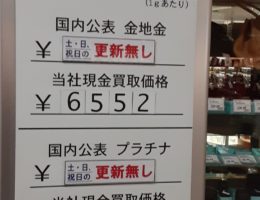 (1gあたり)
国内公表 金地金
¥ 土・日、祝日の 更新無し
当社現金買取価格
¥ 6552
国内公表 プラチナ
¥ 土・日、祝日の 更新無し
当社現金買取価格